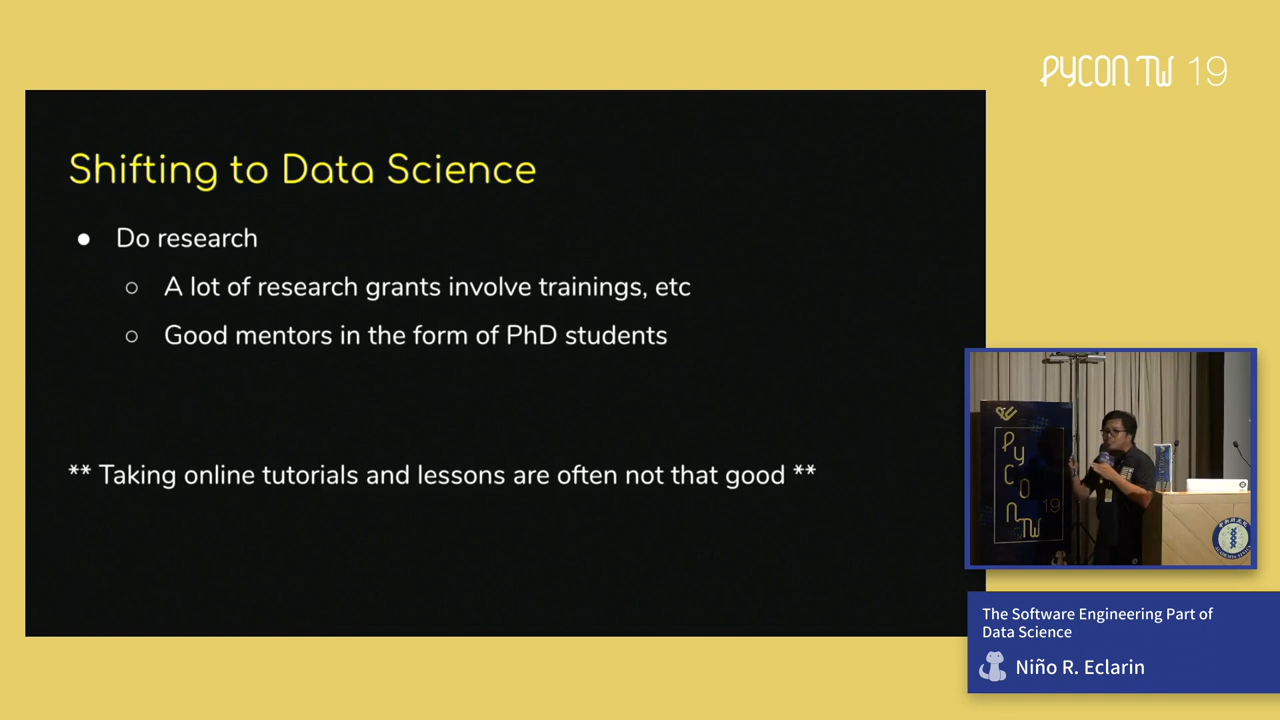 PYCON TW 19
Shifting to Data Science
● Do research
○ A lot of research grants involve trainings, etc
○ Good mentors in the form of PhD students
** Taking online tutorials and lessons are often not that good **
PYCONTW
19
The Software Engineering Part of
Data Science
Niño R. Eclarin